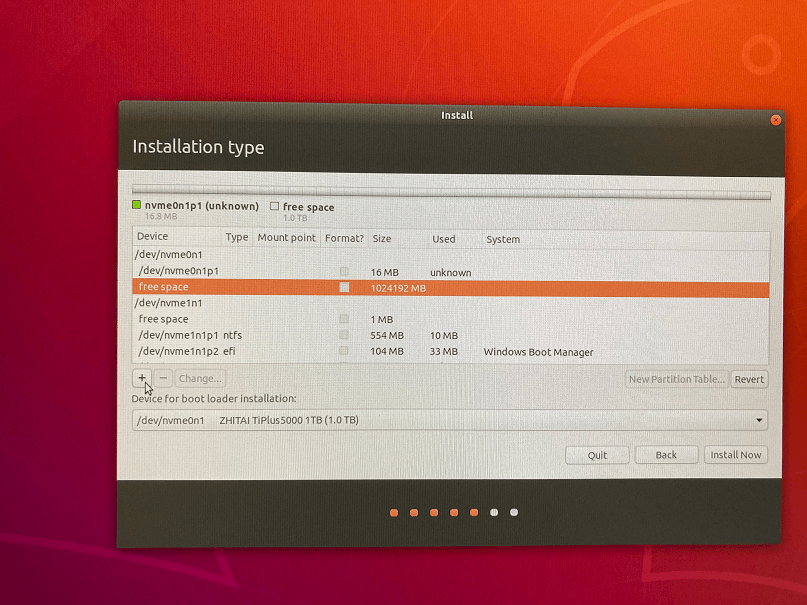 Install
Installation type
nvme0n1p1 (unknown) free space
16.8 MB 1.0 TB
Device Type Mount point Format? Size Used System
/dev/nvme0n1
/dev/nvme0n1p1 16 MB unknown
free space 1024192 MB
/dev/nvme1n1
free space 1 MB
/dev/nvme1n1p1 ntfs 554 MB 10 MB
/dev/nvme1n1p2 efi 104 MB 33 MB Windows Boot Manager
+ − Change... New Partition Table... Revert
Device for boot loader installation:
/dev/nvme0n1 ZHITAI TiPlus5000 1TB (1.0 TB)
Quit Back Install Now